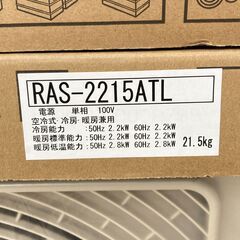 RAS-2215ATL
電源 単相 100V
空冷式・冷房・暖房兼用
冷房能力 :50Hz 2.2kW 60Hz 2.2kW
暖房標準能力:50Hz 2.2kW 60Hz 2.2kW 21.5kg
暖房低温能力:50Hz 2.8kW 60Hz 2.8kW